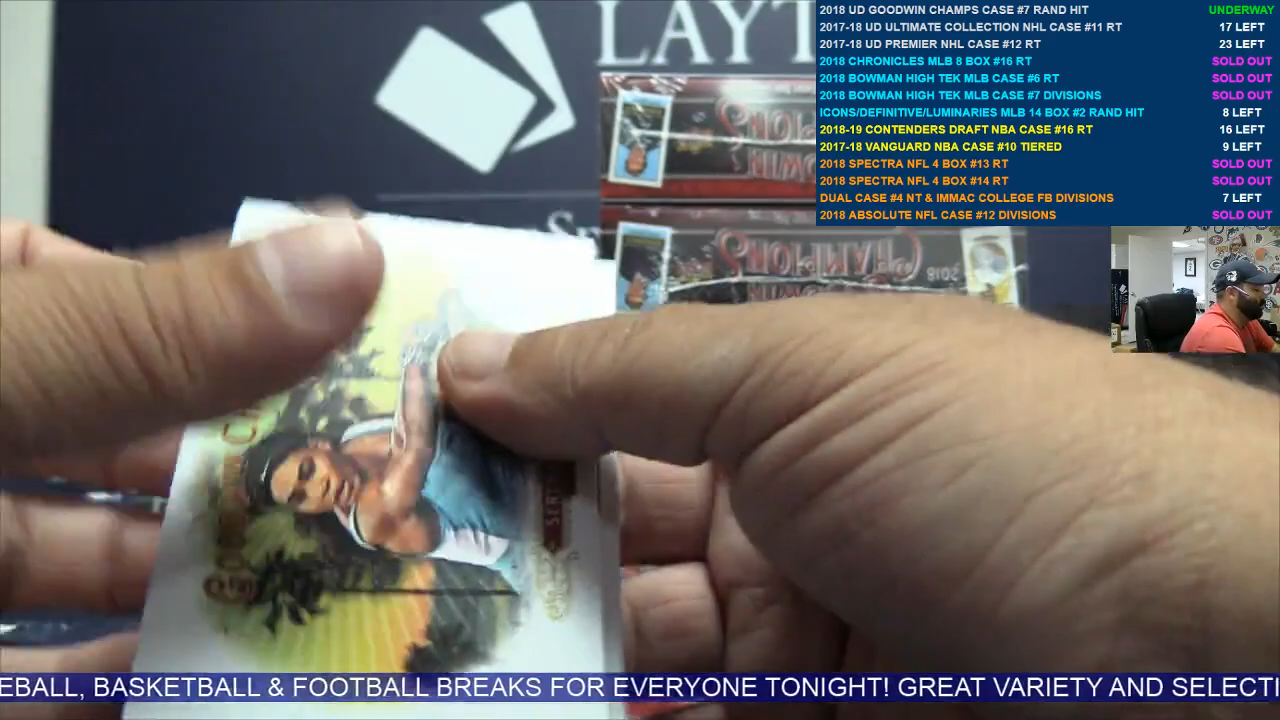 LAYT
2018 UD GOODWIN CHAMPS CASE #7 RAND HIT UNDERWAY
2017-18 UD ULTIMATE COLLECTION NHL CASE #11 RT 17 LEFT
2017-18 UD PREMIER NHL CASE #12 RT 23 LEFT
2018 CHRONICLES MLB 8 BOX #16 RT SOLD OUT
2018 BOWMAN HIGH TEK MLB CASE #6 RT SOLD OUT
2018 BOWMAN HIGH TEK MLB CASE #7 DIVISIONS SOLD OUT
ICONS/DEFINITIVE/LUMINARIES MLB 14 BOX #2 RAND HIT 8 LEFT
2018-19 CONTENDERS DRAFT NBA CASE #16 RT 16 LEFT
2017-18 VANGUARD NBA CASE #10 TIERED 9 LEFT
2018 SPECTRA NFL 4 BOX #13 RT SOLD OUT
2018 SPECTRA NFL 4 BOX #14 RT SOLD OUT
DUAL CASE #4 NT & IMMAC COLLEGE FB DIVISIONS 7 LEFT
2018 ABSOLUTE NFL CASE #12 DIVISIONS SOLD OUT
CHAMPIONS
2018
EBALL, BASKETBALL & FOOTBALL BREAKS FOR EVERYONE TONIGHT! GREAT VARIETY AND SELECTI